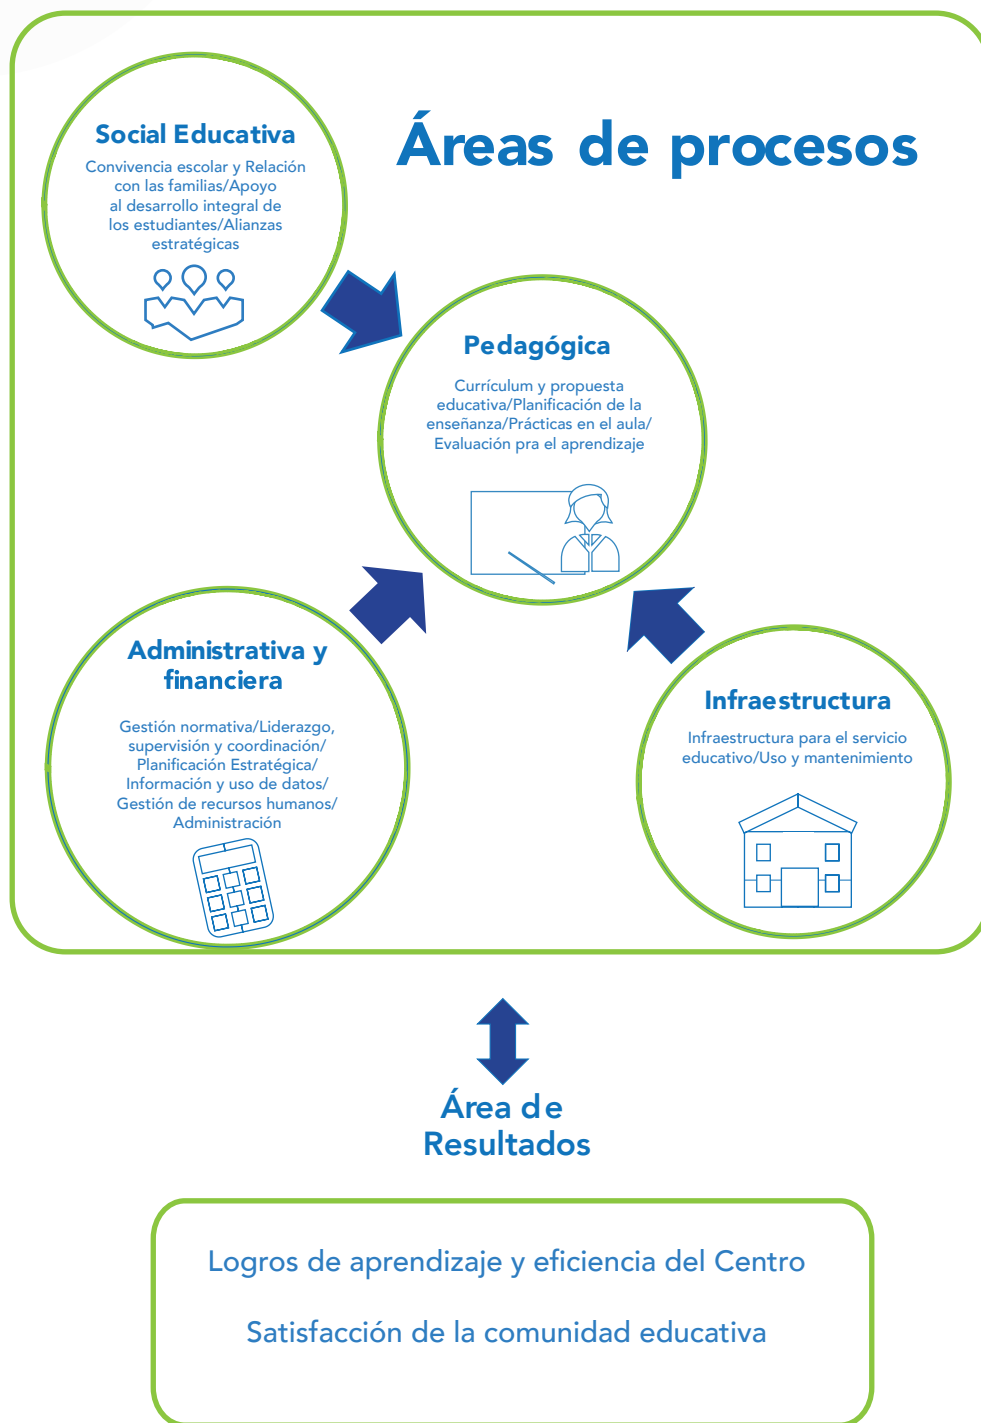 Áreas de procesos
Social Educativa
Convivencia escolar y Relación
con las familias/Apoyo
al desarrollo integral de
los estudiantes/Alianzas
estratégicas
Pedagógica
Currículum y propuesta
educativa/Planificación de la
enseñanza/Prácticas en el aula/
Evaluación pra el aprendizaje
Administrativa y
financiera
Gestión normativa/Liderazgo,
supervisión y coordinación/
Planificación Estratégica/
Información y uso de datos/
Gestión de recursos humanos/
Administración
Infraestructura
Infraestructura para el servicio
educativo/Uso y mantenimiento
Área de
Resultados
Logros de aprendizaje y eficiencia del Centro
Satisfacción de la comunidad educativa